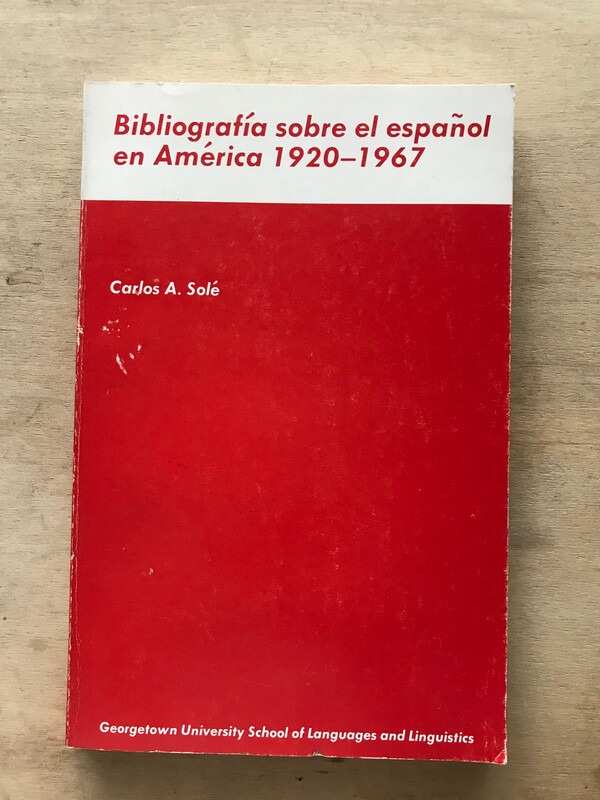 Bibliografía sobre el español
en América 1920–1967
Carlos A. Solé
Georgetown University School of Languages and Linguistics